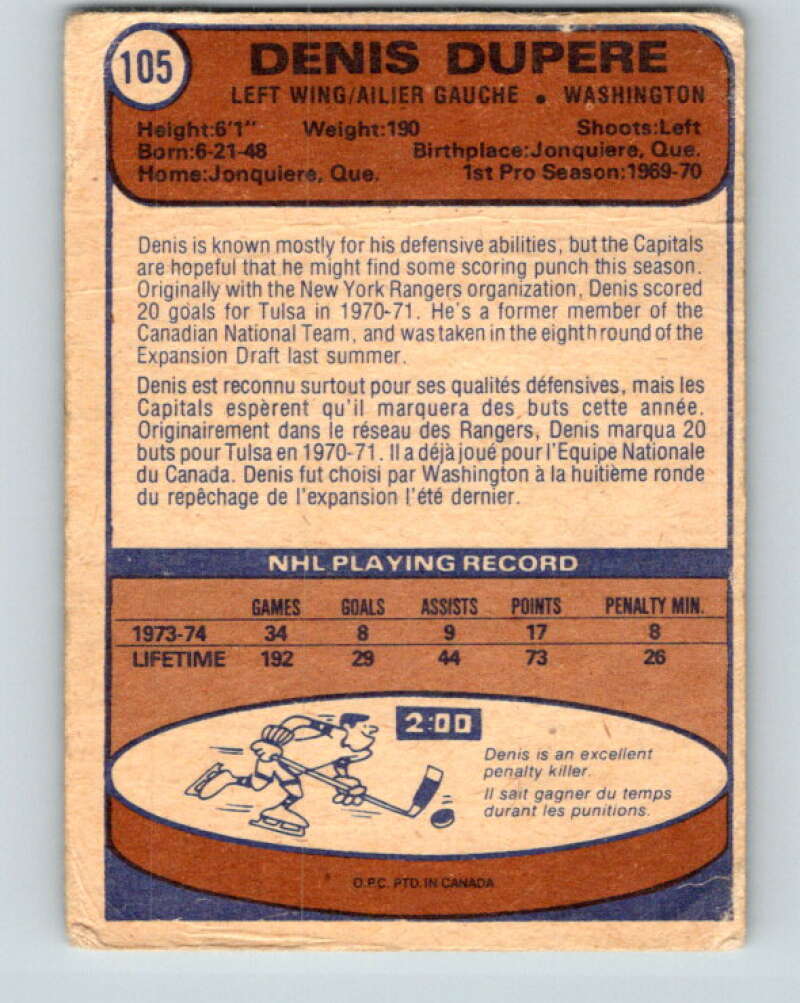 105
DENIS DUPERE
LEFT WING/AILIER GAUCHE • WASHINGTON
Height:6'1" Weight:190 Shoots:Left
Born:6-21-48 Birthplace:Jonquiere, Que.
Home:Jonquiere, Que. 1st Pro Season:1969-70
Denis is known mostly for his defensive abilities, but the Capitals
are hopeful that he might find some scoring punch this season.
Originally with the New York Rangers organization, Denis scored
20 goals for Tulsa in 1970-71. He's a former member of the
Canadian National Team, and was taken in the eighth round of the
Expansion Draft last summer.
Denis est reconnu surtout pour ses qualités défensives, mais les
Capitals espèrent qu'il marquera des buts cette année.
Originairement dans le réseau des Rangers, Denis marqua 20
buts pour Tulsa en 1970-71. Il a déjà joué pour l'Equipe Nationale
du Canada. Denis fut choisi par Washington à la huitième ronde
du repêchage de l'expansion l'été dernier.
NHL PLAYING RECORD
GAMES GOALS ASSISTS POINTS PENALTY MIN.
1973-74 34 8 9 17 8
LIFETIME 192 29 44 73 26
2:00
Denis is an excellent
penalty killer.
Il sait gagner du temps
durant les punitions.
O.P.C. PTD. IN CANADA